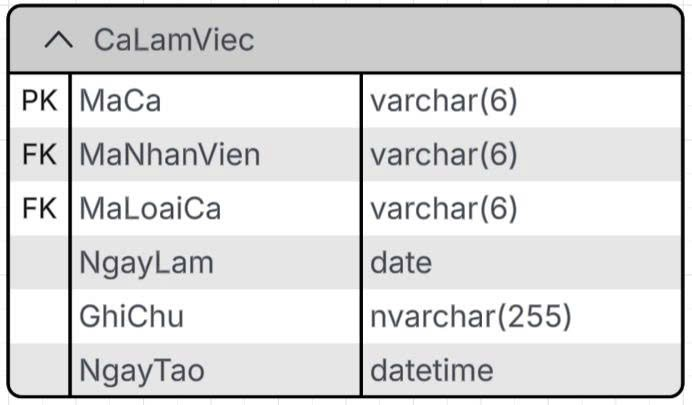 CaLamViec
PK MaCa varchar(6)
FK MaNhanVien varchar(6)
FK MaLoaiCa varchar(6)
NgayLam date
GhiChu nvarchar(255)
NgayTao datetime